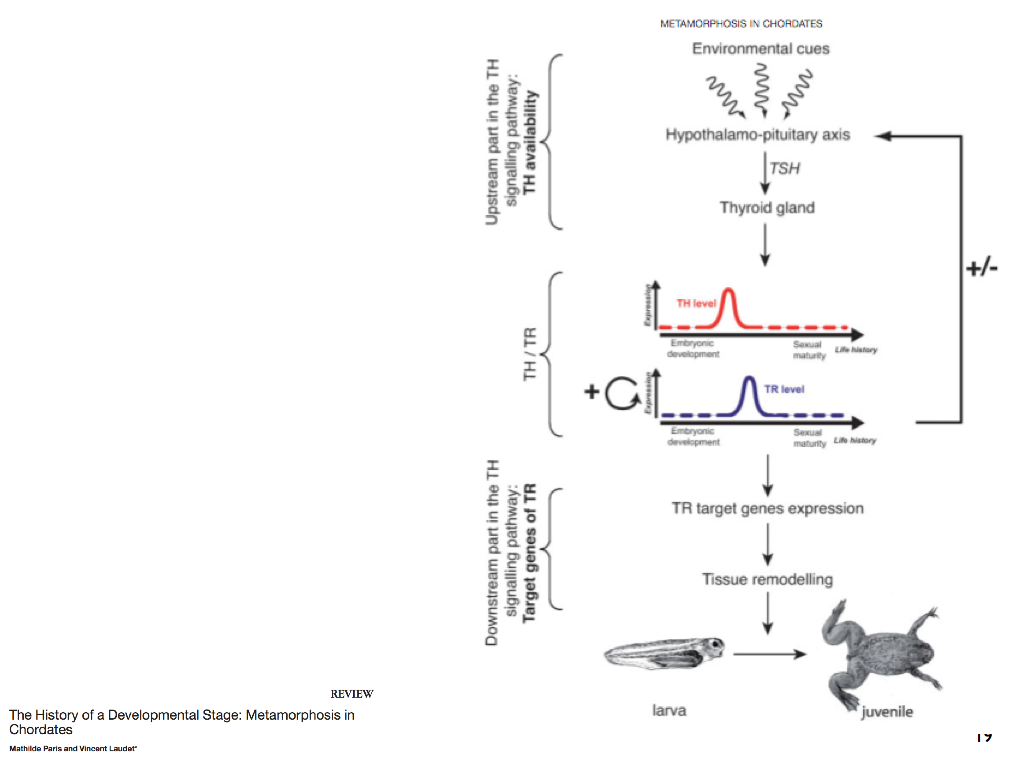 METAMORPHOSIS IN CHORDATES
Environmental cues
Upstream part in the TH
signalling pathway:
TH availability
Hypothalamo-pituitary axis
TSH
Thyroid gland
+/-
TH / TR
Expression
TH level
Embryonic
development
Sexual
maturity
Life history
+
Expression
TR level
Embryonic
development
Sexual
maturity
Life history
Downstream part in the TH
signalling pathway:
Target genes of TR
TR target genes expression
Tissue remodelling
larva
juvenile
REVIEW
The History of a Developmental Stage: Metamorphosis in
Chordates
Mathilde Paris and Vincent Laudet*